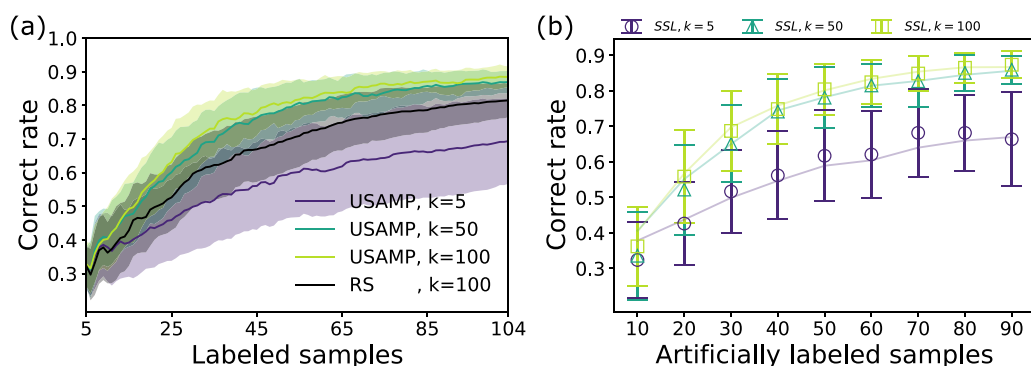 (a)
Correct rate
1.0
0.9
0.8
0.7
0.6
0.5
0.4
0.3
USAMP, k=5
USAMP, k=50
USAMP, k=100
RS , k=100
5 25 45 65 85 104
Labeled samples
(b)
SSL, k = 5 SSL, k = 50 SSL, k = 100
Correct rate
0.9
0.8
0.7
0.6
0.5
0.4
0.3
10 20 30 40 50 60 70 80 90
Artificially labeled samples